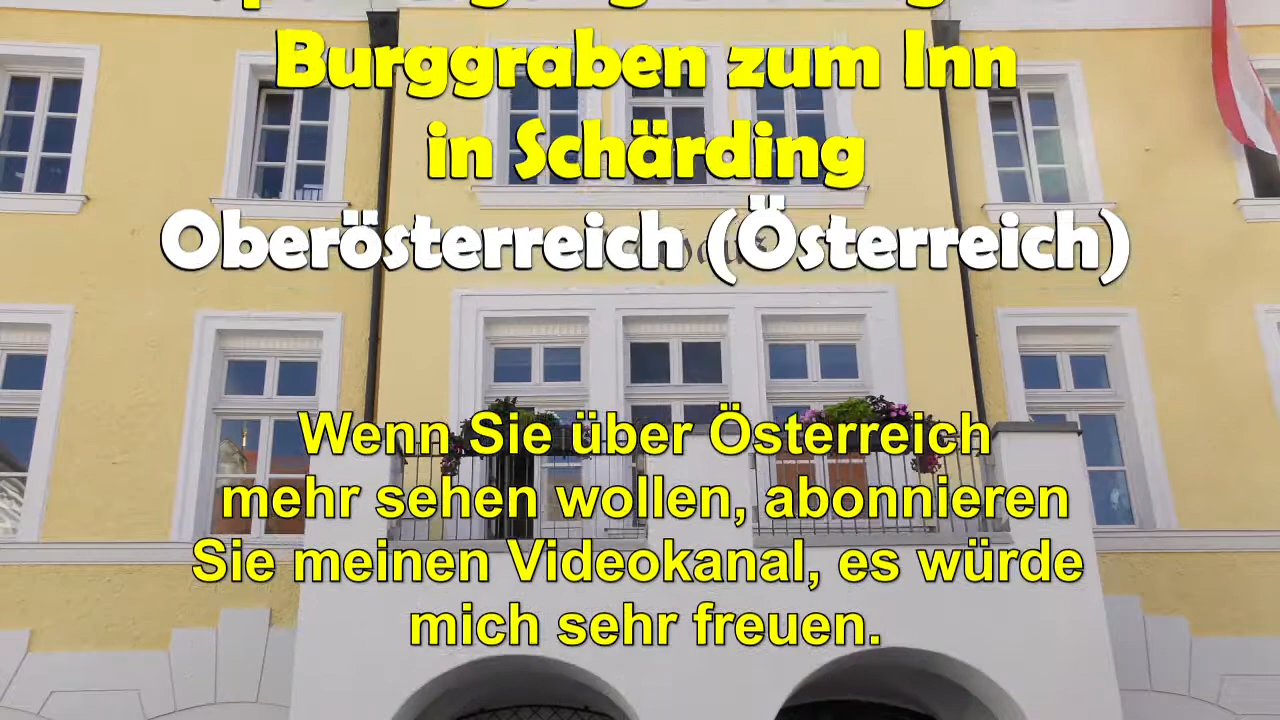 Burggraben zum Inn
in Schärding
Oberösterreich (Österreich)
Wenn Sie über Österreich
mehr sehen wollen, abonnieren
Sie meinen Videokanal, es würde
mich sehr freuen.